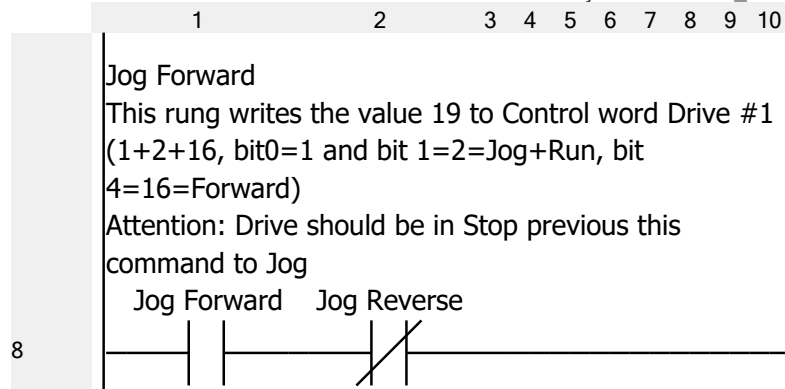 1 2 3 4 5 6 7 8 9 10
Jog Forward
This rung writes the value 19 to Control word Drive #1
(1+2+16, bit0=1 and bit 1=2=Jog+Run, bit
4=16=Forward)
Attention: Drive should be in Stop previous this
command to Jog
Jog Forward Jog Reverse
8